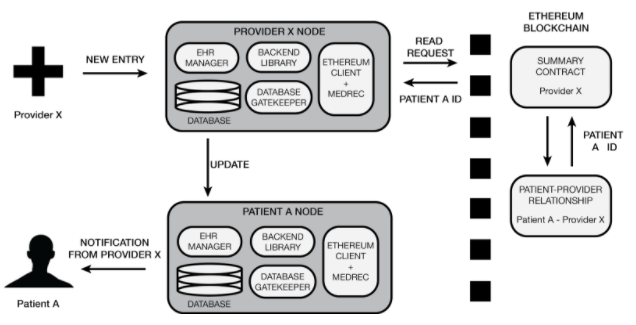 Provider X
NEW ENTRY
PROVIDER X NODE
EHR
MANAGER
BACKEND
LIBRARY
ETHEREUM
CLIENT
+
MEDREC
DATABASE
GATEKEEPER
DATABASE
READ
REQUEST
PATIENT A ID
ETHEREUM
BLOCKCHAIN
SUMMARY
CONTRACT
Provider X
PATIENT
A ID
PATIENT-PROVIDER
RELATIONSHIP
Patient A - Provider X
UPDATE
PATIENT A NODE
EHR
MANAGER
BACKEND
LIBRARY
ETHEREUM
CLIENT
+
MEDREC
DATABASE
GATEKEEPER
DATABASE
NOTIFICATION
FROM PROVIDER X
Patient A